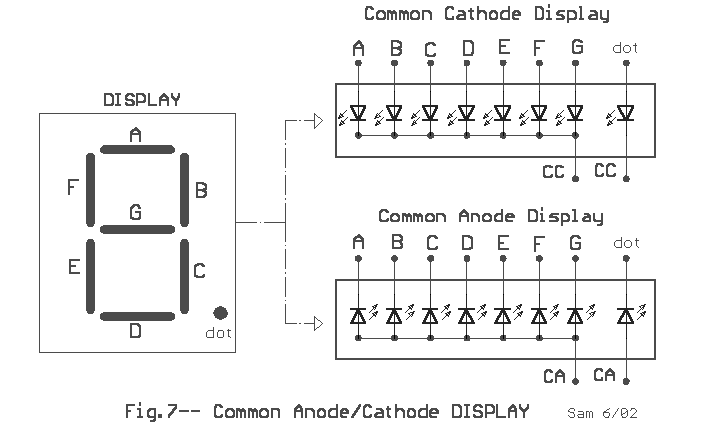 Common Cathode Display
A B C D E F G dot
CC CC
DISPLAY
A
F B
G
E C
D
dot
Common Anode Display
A B C D E F G dot
CA CA
Fig.7-- Common Anode/Cathode DISPLAY Sam 6/02